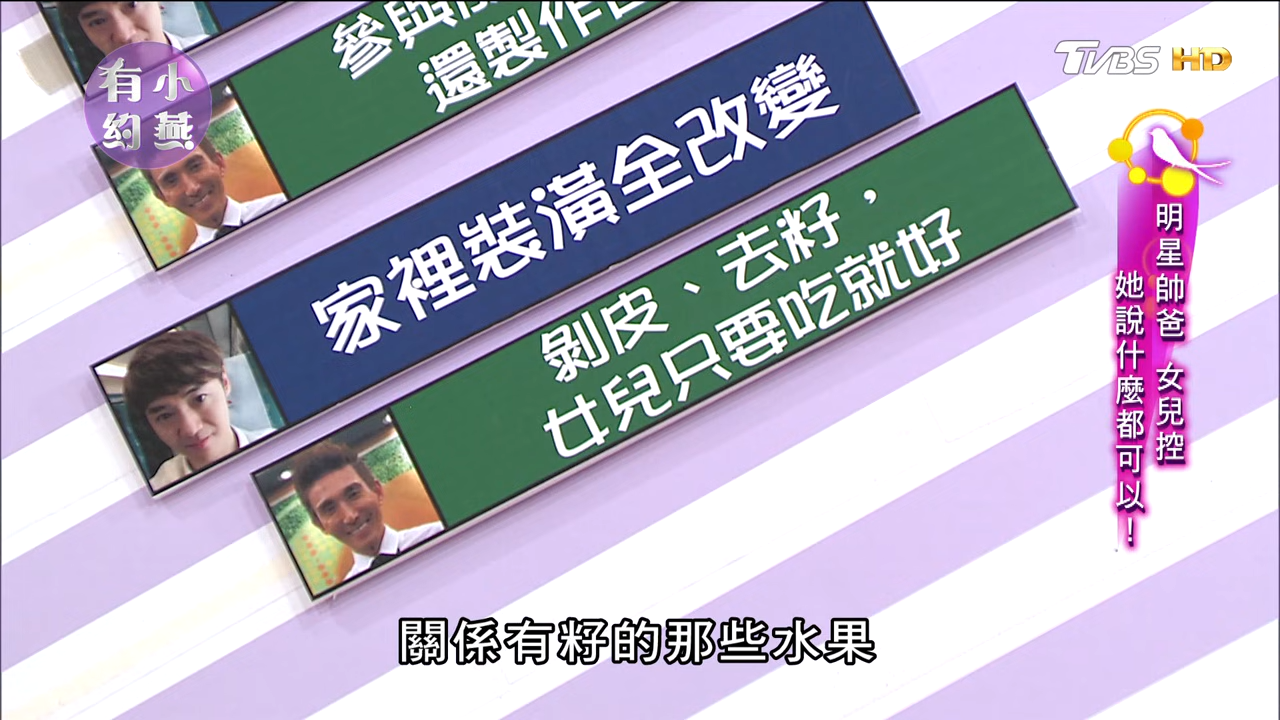 小燕
有約
TVBS HD
參與
還製作
家裡裝潢全改變
剝皮、去籽，
女兒只要吃就好
明星帥爸 女兒控
她說什麼都可以！
關係有籽的那些水果